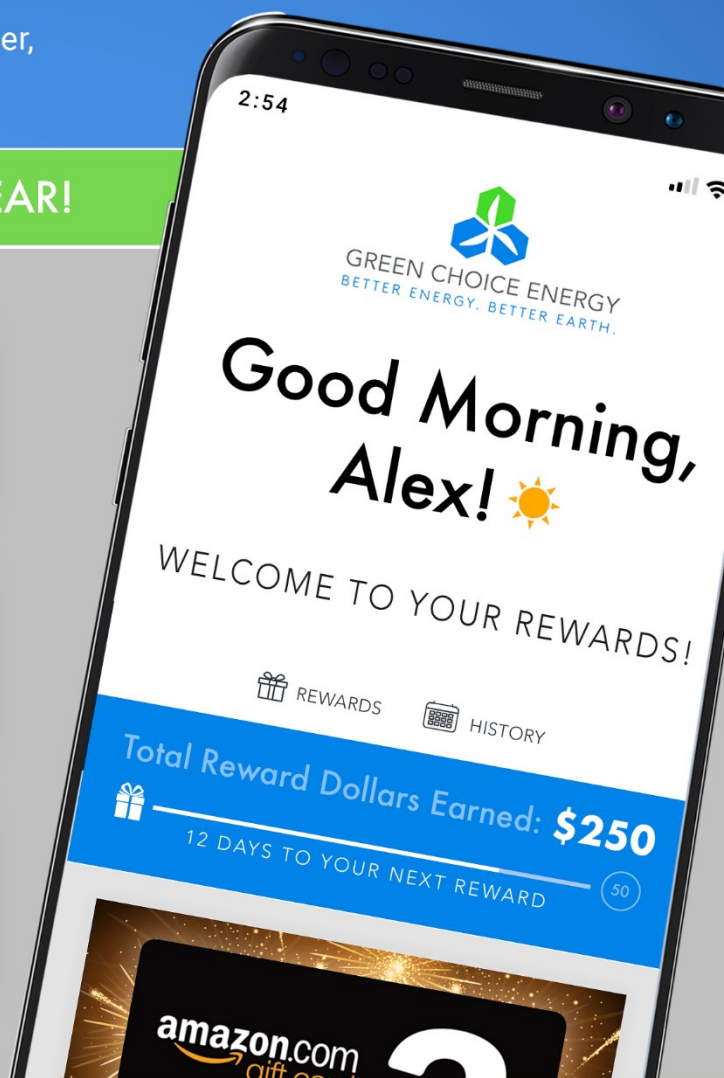 er,
EAR!
2:54
GREEN CHOICE ENERGY
BETTER ENERGY. BETTER EARTH.
Good Morning,
Alex!
WELCOME TO YOUR REWARDS!
REWARDS
HISTORY
Total Reward Dollars Earned: $250
12 DAYS TO YOUR NEXT REWARD
50
amazon.com